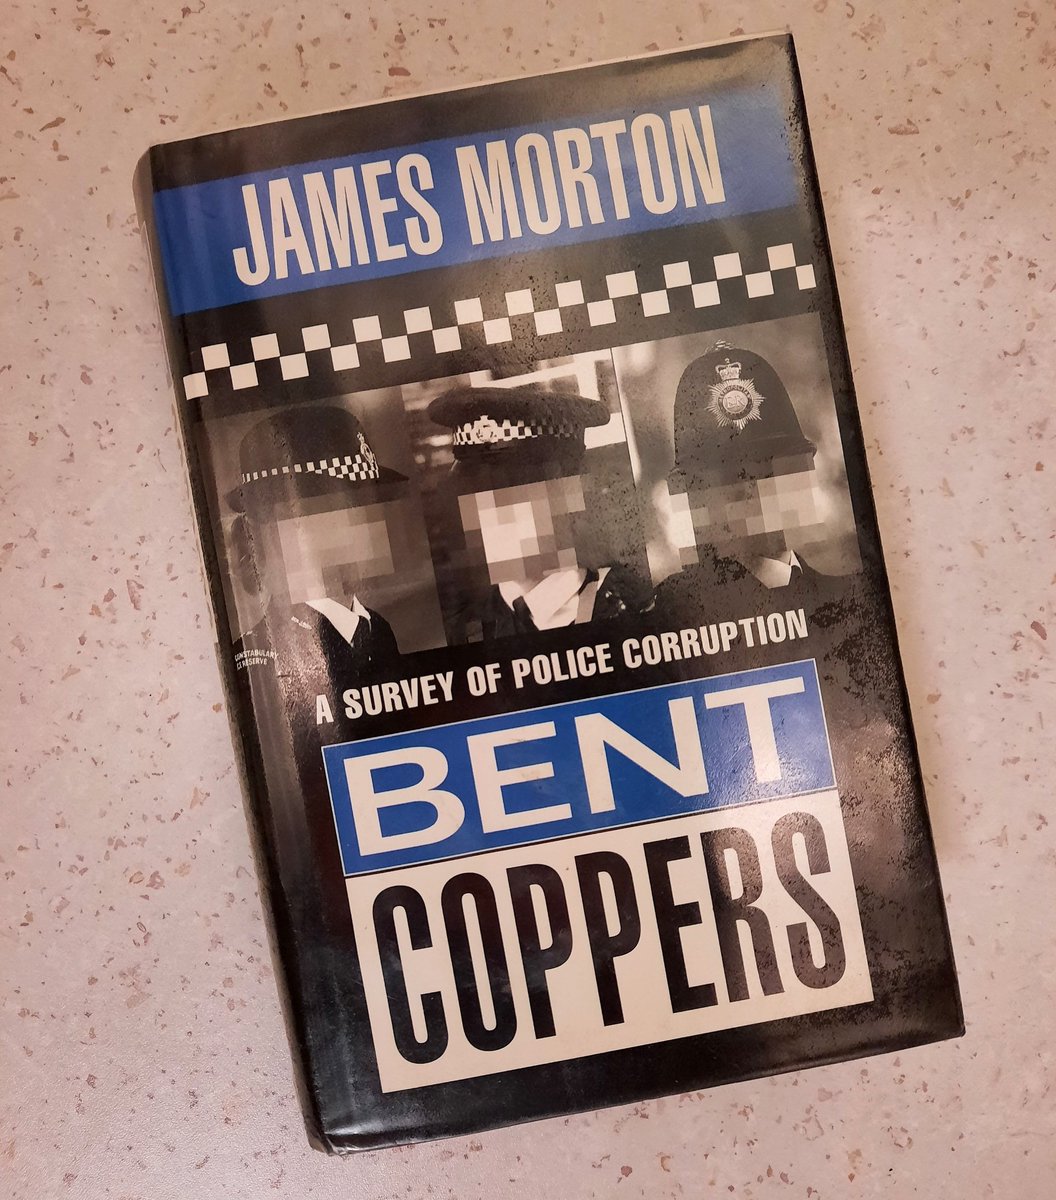 JAMES MORTON
A SURVEY OF POLICE CORRUPTION
BENT
COPPERS